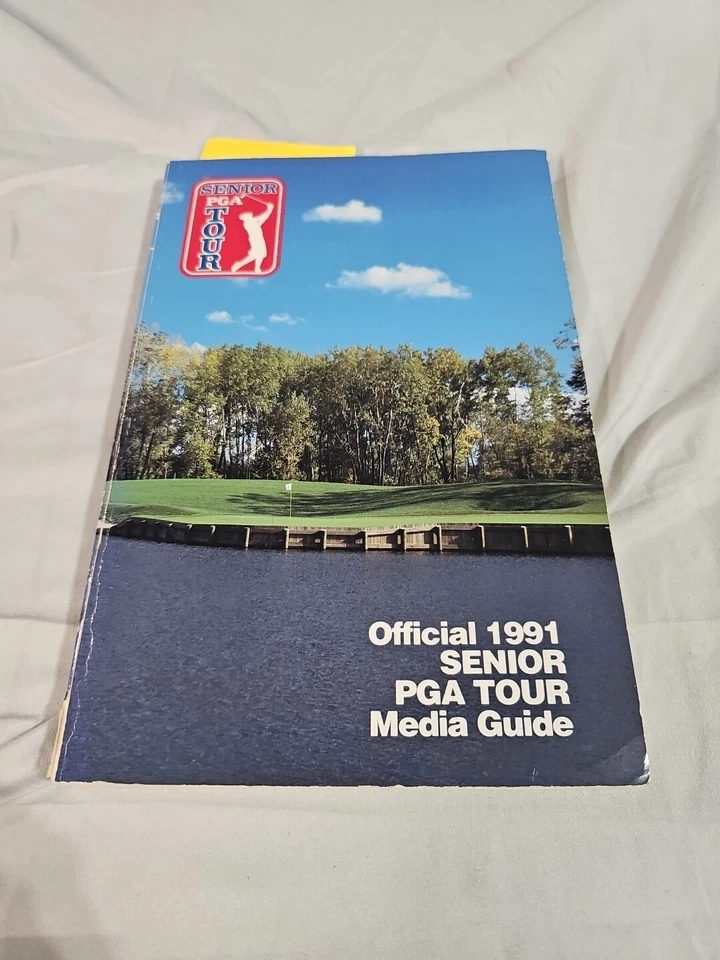 SENIOR
PGA
TOUR
Official 1991
SENIOR
PGA TOUR
Media Guide